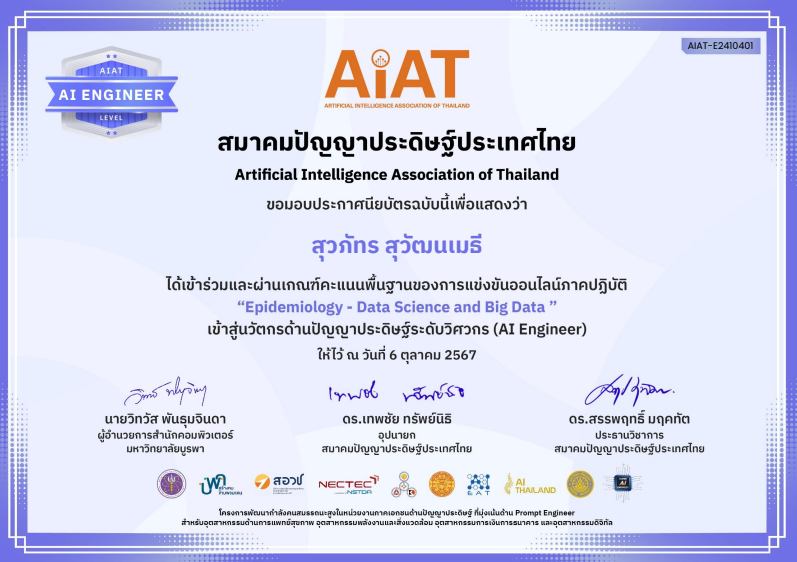 AIAT-E2410401
AIAT
AI ENGINEER
LEVEL
AiAT
ARTIFICIAL INTELLIGENCE ASSOCIATION OF THAILAND
สมาคมปัญญาประดิษฐ์ประเทศไทย
Artificial Intelligence Association of Thailand
ขอมอบประกาศนียบัตรฉบับนี้เพื่อแสดงว่า
สุวภัทร สุวัฒนเมธี
ได้เข้าร่วมและผ่านเกณฑ์คะแนนพื้นฐานของการแข่งขันออนไลน์ภาคปฏิบัติ
“Epidemiology - Data Science and Big Data ”
เข้าสู่นวัตกรด้านปัญญาประดิษฐ์ระดับวิศวกร (AI Engineer)
ให้ไว้ ณ วันที่ 6 ตุลาคม 2567
นายวิทวัส พันธุมจินดา ดร.เทพชัย ทรัพย์นิธิ ดร.สรรพฤทธิ์ มฤคทัต
ผู้อำนวยการสำนักคอมพิวเตอร์ อุปนายก ประธานวิชาการ
มหาวิทยาลัยบูรพา สมาคมปัญญาประดิษฐ์ประเทศไทย สมาคมปัญญาประดิษฐ์ประเทศไทย
สอวช NECTEC NSTDA EAT AI THAILAND AI
โครงการพัฒนากำลังคนสมรรถนะสูงในหน่วยงานภาคเอกชนด้านปัญญาประดิษฐ์ ที่มุ่งเน้นด้าน Prompt Engineer
สำหรับอุตสาหกรรมด้านการแพทย์สุขภาพ อุตสาหกรรมพลังงานและสิ่งแวดล้อม อุตสาหกรรมการเงินการธนาคาร และอุตสาหกรรมดิจิทัล